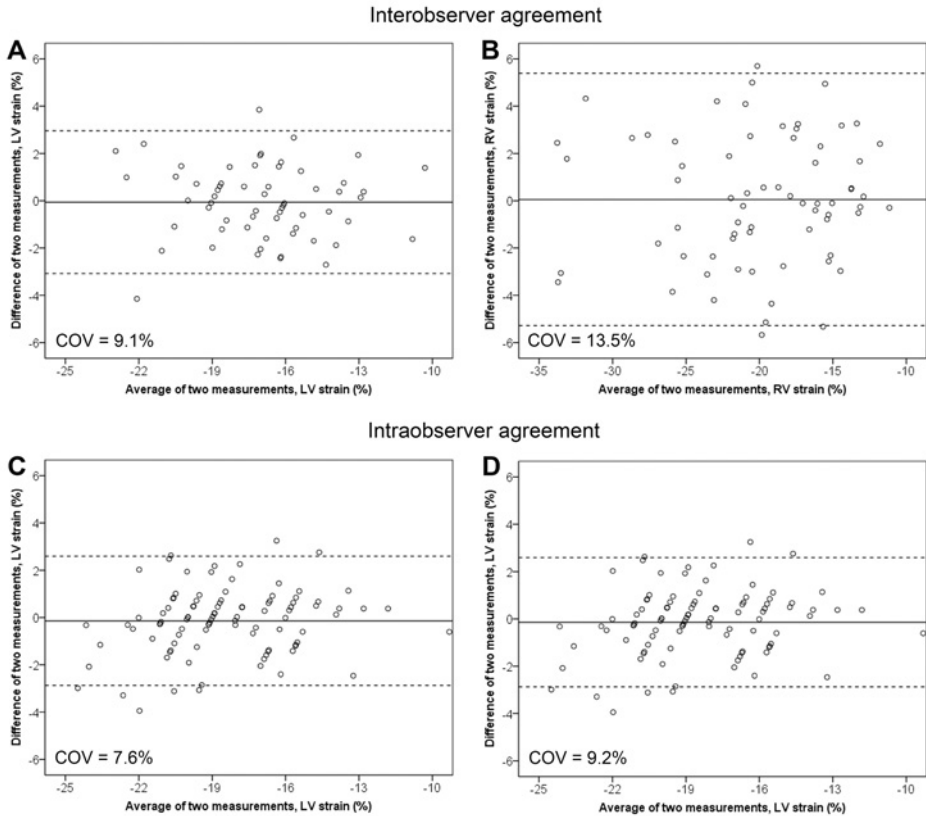 Interobserver agreement
A
B
Difference of two measurements, LV strain (%)
6
4
2
0
-2
-4
-6
COV = 9.1%
-25
-22
-19
-16
-13
-10
Average of two measurements, LV strain (%)
Difference of two measurements, RV strain (%)
6
4
2
0
-2
-4
-6
COV = 13.5%
-35
-30
-25
-20
-15
-10
Average of two measurements, RV strain (%)
Intraobserver agreement
C
D
Difference of two measurements, LV strain (%)
6
4
2
0
-2
-4
-6
COV = 7.6%
-25
-22
-19
-16
-13
-10
Average of two measurements, LV strain (%)
Difference of two measurements, LV strain (%)
6
4
2
0
-2
-4
-6
COV = 9.2%
-25
-22
-19
-16
-13
-10
Average of two measurements, LV strain (%)